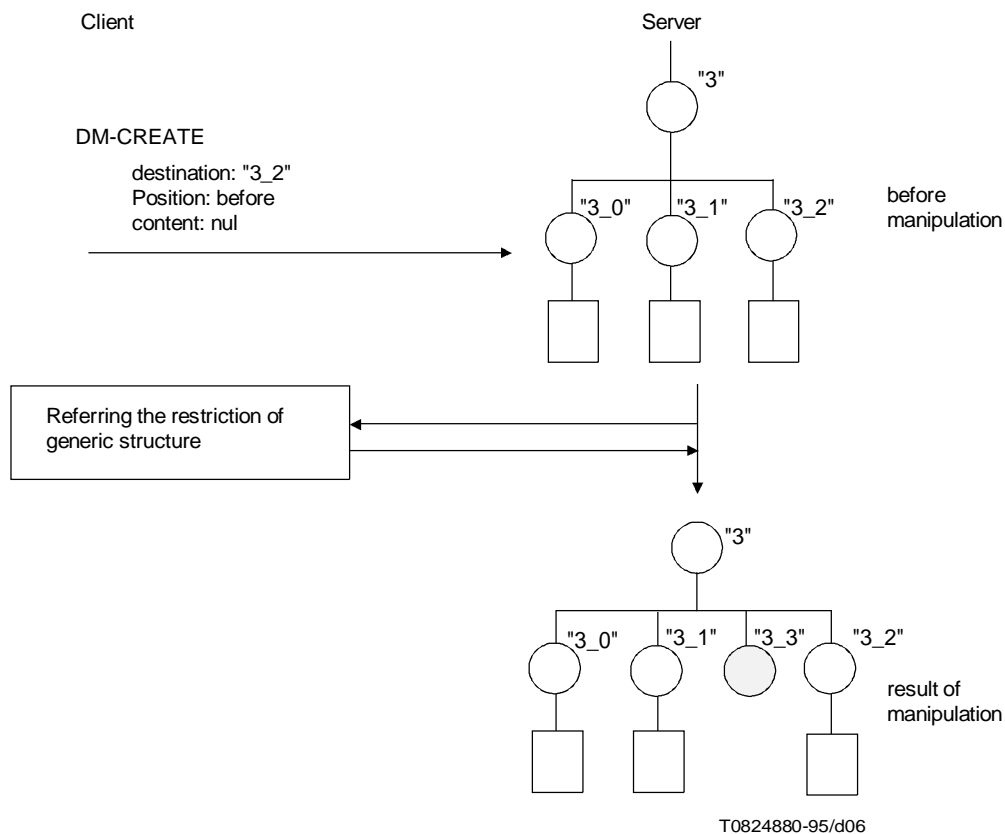 Client
Server
"3"
DM-CREATE
destination: "3_2"
Position: before
content: nul
"3_0"
"3_1"
"3_2"
before
manipulation
Referring the restriction of
generic structure
"3"
"3_0"
"3_1"
"3_3"
"3_2"
result of
manipulation
T0824880-95/d06